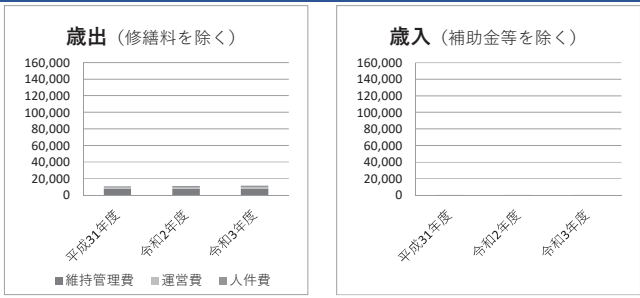 歳出（修繕料を除く）
160,000
140,000
120,000
100,000
80,000
60,000
40,000
20,000
0
平成31年度
令和2年度
令和3年度
■維持管理費 ■運営費 ■人件費
歳入（補助金等を除く）
160,000
140,000
120,000
100,000
80,000
60,000
40,000
20,000
0
平成31年度
令和2年度
令和3年度